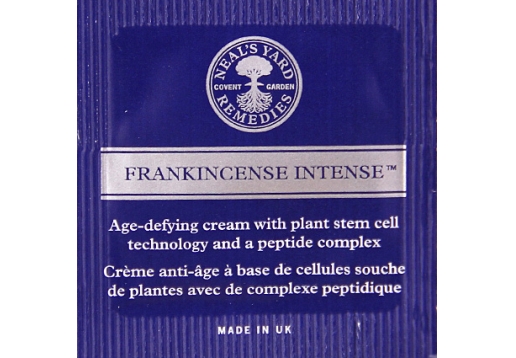 NEAL'S YARD
COVENT GARDEN
REMEDIES
FRANKINCENSE INTENSE™
Age-defying cream with plant stem cell
technology and a peptide complex
Crème anti-âge à base de cellules souche
de plantes avec de complexe peptidique
MADE IN UK